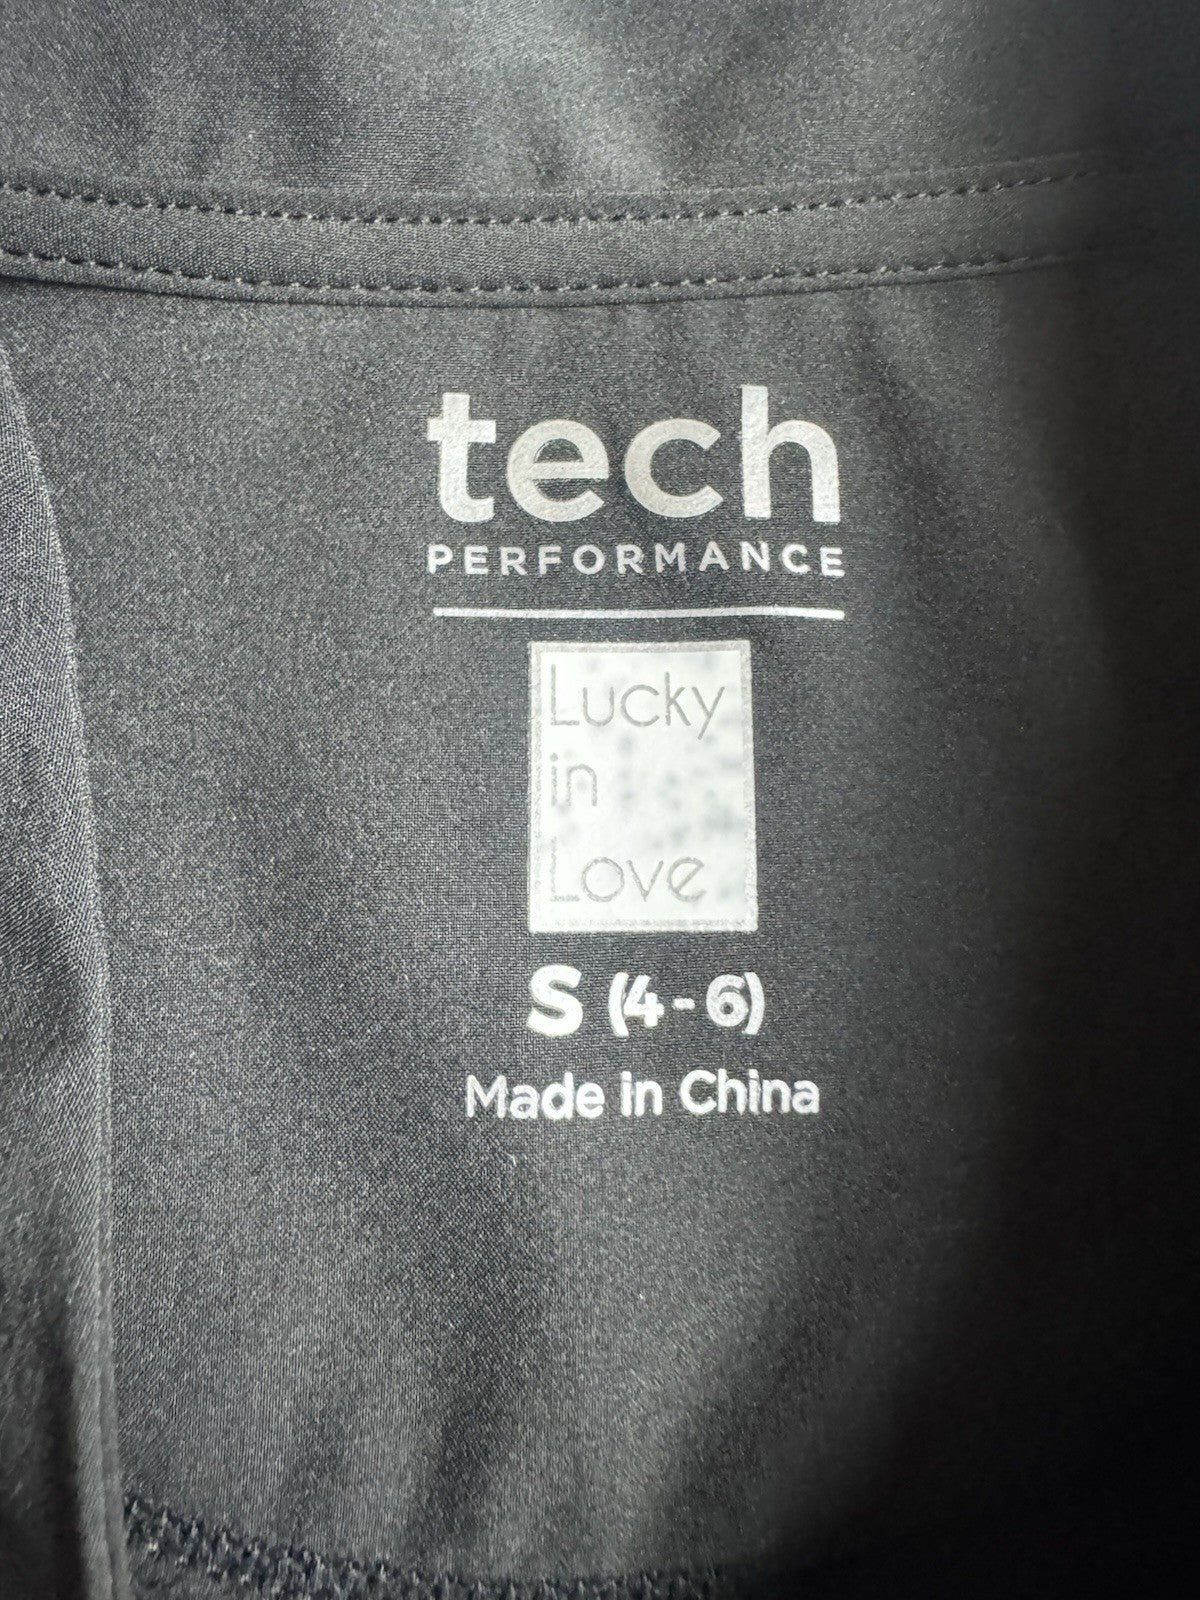 tech
PERFORMANCE
Lucky
in
Love
S (4-6)
Made in China